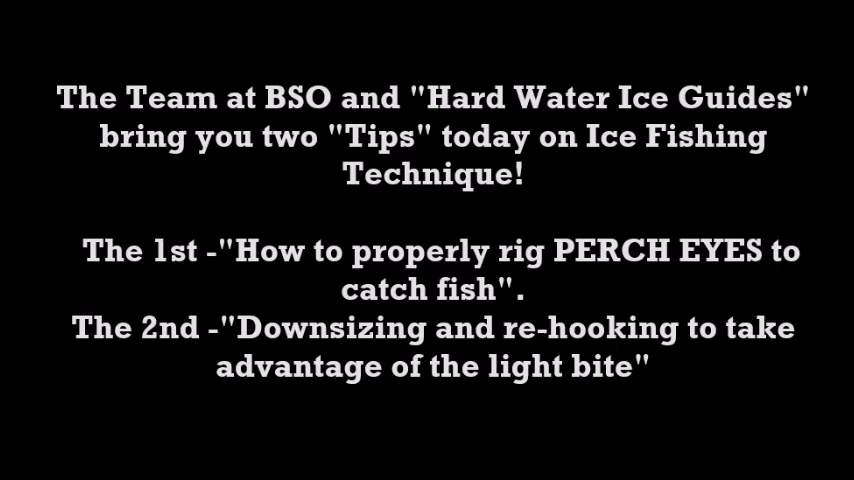 The Team at BSO and "Hard Water Ice Guides"
bring you two "Tips" today on Ice Fishing
Technique!
The 1st -"How to properly rig PERCH EYES to
catch fish".
The 2nd -"Downsizing and re-hooking to take
advantage of the light bite"